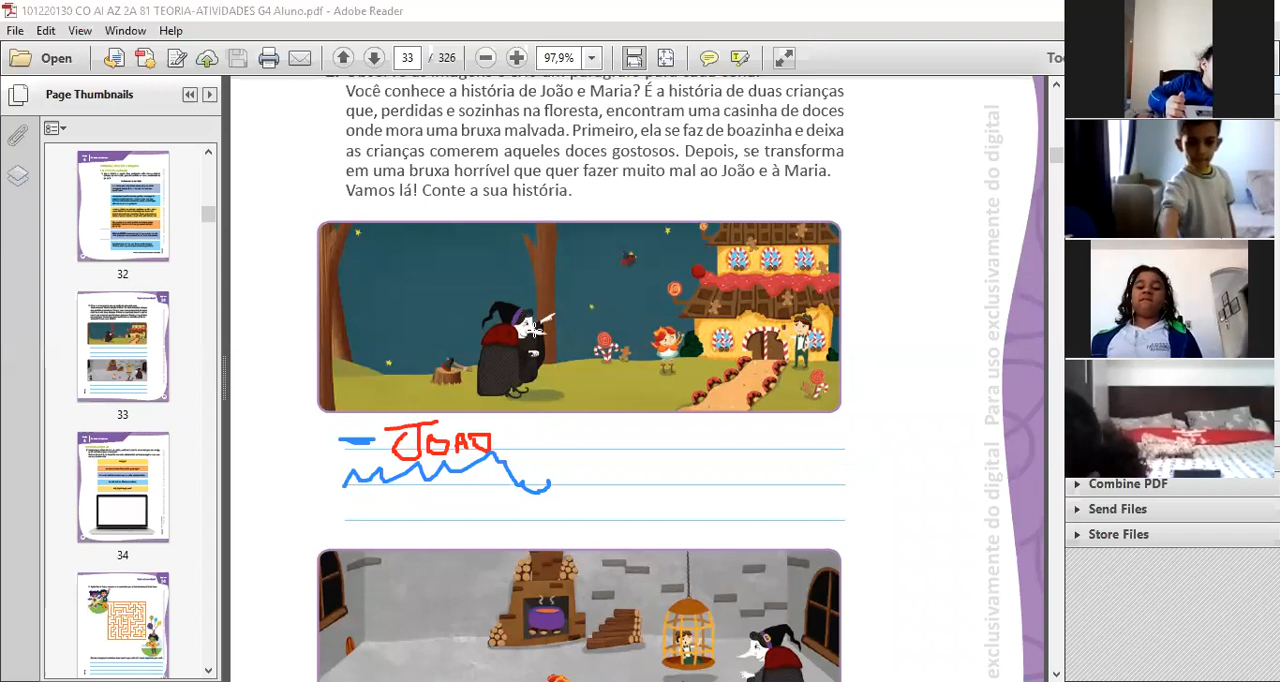 101220130 CO AI AZ 2A 81 TEORIA-ATIVIDADES G4 Aluno.pdf - Adobe Reader
File Edit View Window Help
Open 33 / 326 97,9%
Page Thumbnails
32
33
34
Você conhece a história de João e Maria? É a história de duas crianças
que, perdidas e sozinhas na floresta, encontram uma casinha de doces
onde mora uma bruxa malvada. Primeiro, ela se faz de boazinha e deixa
as crianças comerem aqueles doces gostosos. Depois, se transforma
em uma bruxa horrível que quer fazer muito mal ao João e à Maria.
Vamos lá! Conte a sua história.
JOAO
exclusivamente do digital Para uso exclusivamente do digital
Combine PDF
Send Files
Store Files